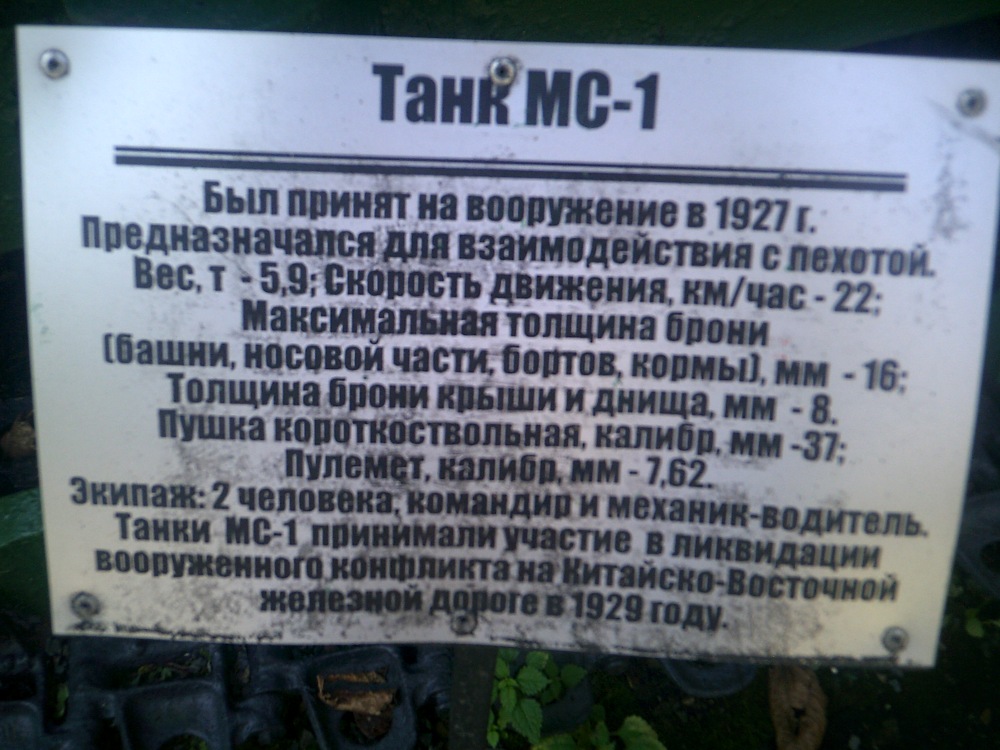 Танк МС-1
Был принят на вооружение в 1927 г.
Предназначался для взаимодействия с пехотой.
Вес, т - 5,9; Скорость движения, км/час - 22;
Максимальная толщина брони
(башни, носовой части, бортов, кормы), мм - 16;
Толщина брони крыши и днища, мм - 8.
Пушка короткоствольная, калибр, мм -37;
Пулемет, калибр, мм - 7,62.
Экипаж: 2 человека, командир и механик-водитель.
Танки МС-1 принимали участие в ликвидации
вооруженного конфликта на Китайско-Восточной
железной дороге в 1929 году.